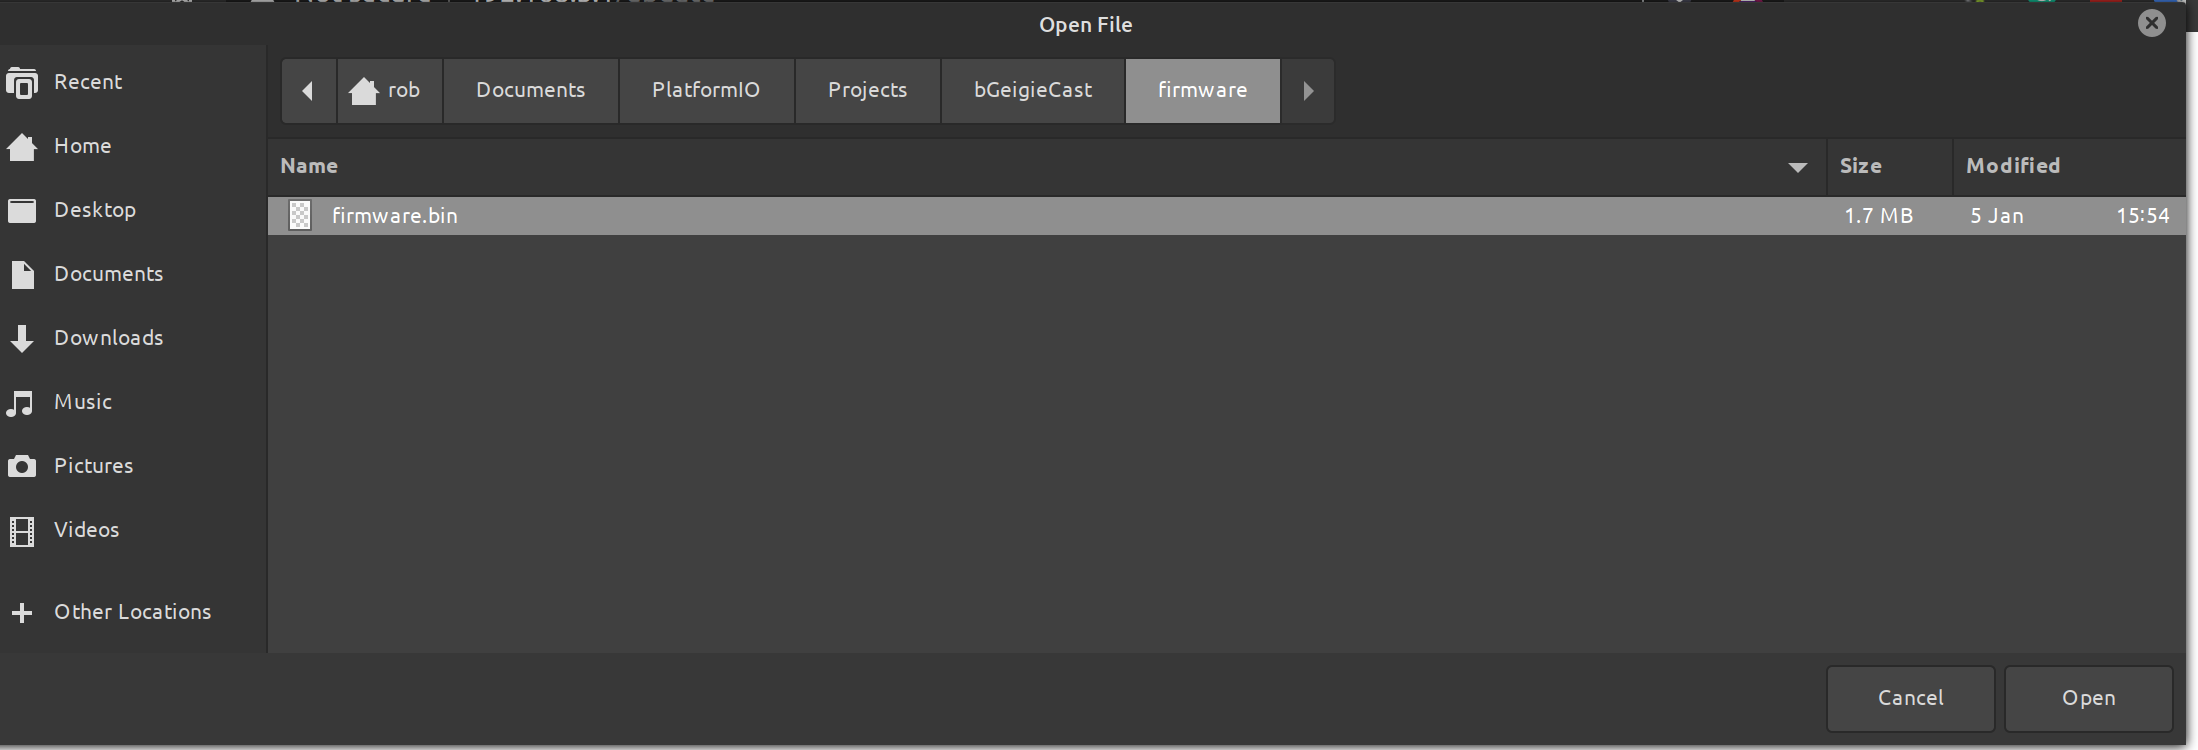 Open File
Recent
Home
Desktop
Documents
Downloads
Music
Pictures
Videos
Other Locations
rob Documents PlatformIO Projects bGeigieCast firmware
Name Size Modified
firmware.bin 1.7 MB 5 Jan 15:54
Cancel Open